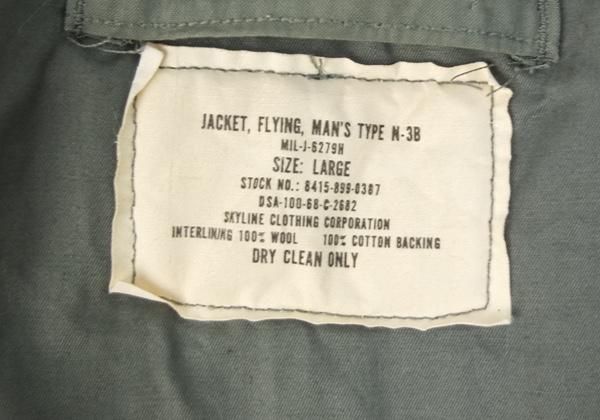 JACKET, FLYING, MAN'S TYPE N-3B
MIL-J-6279H
SIZE: LARGE
STOCK NO.: 8415-899-0387
DSA-100-68-C-2682
SKYLINE CLOTHING CORPORATION
INTERLINING 100% WOOL 100% COTTON BACKING
DRY CLEAN ONLY